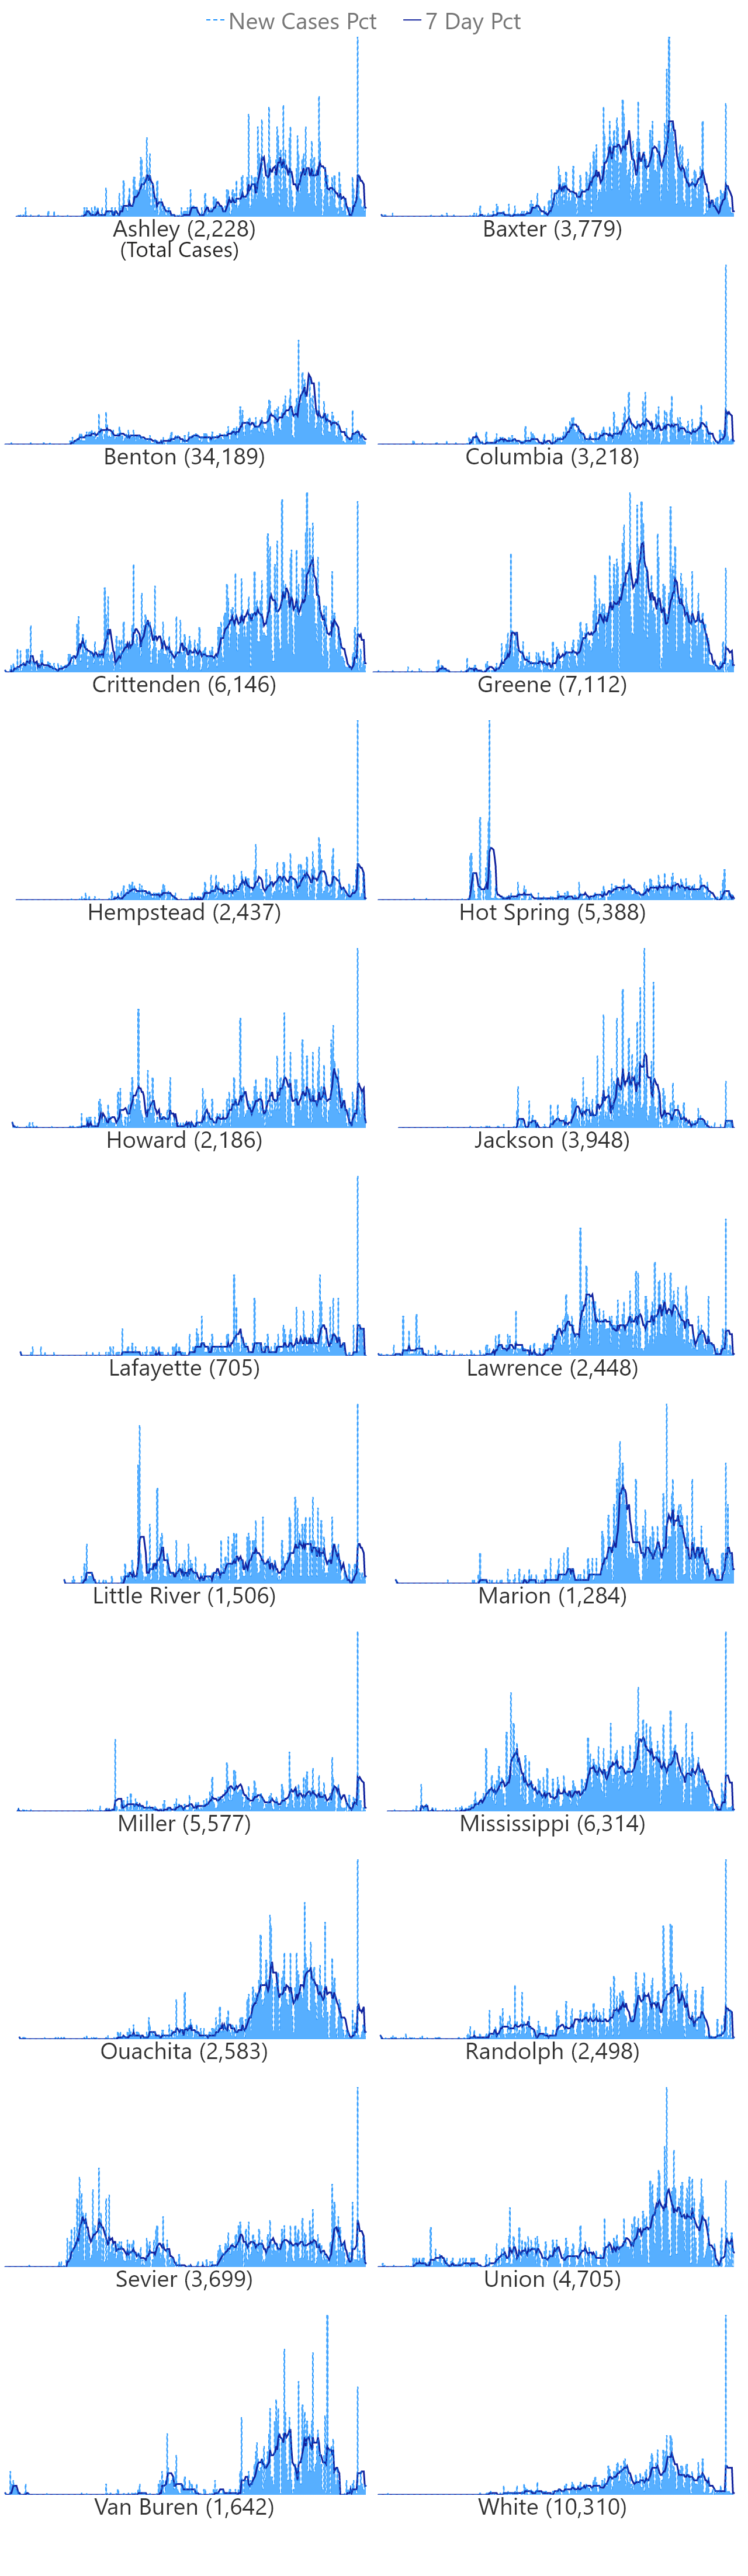 New Cases Pct 7 Day Pct
Ashley (2,228) Baxter (3,779)
(Total Cases)
Benton (34,189) Columbia (3,218)
Crittenden (6,146) Greene (7,112)
Hempstead (2,437) Hot Spring (5,388)
Howard (2,186) Jackson (3,948)
Lafayette (705) Lawrence (2,448)
Little River (1,506) Marion (1,284)
Miller (5,577) Mississippi (6,314)
Ouachita (2,583) Randolph (2,498)
Sevier (3,699) Union (4,705)
Van Buren (1,642) White (10,310)